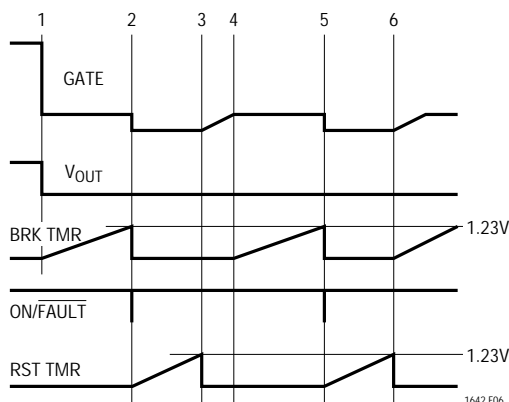 1 2 3 4 5 6
GATE
VOUT
BRK TMR
1.23V
ON/FAULT
1.23V
RST TMR
1642 F06